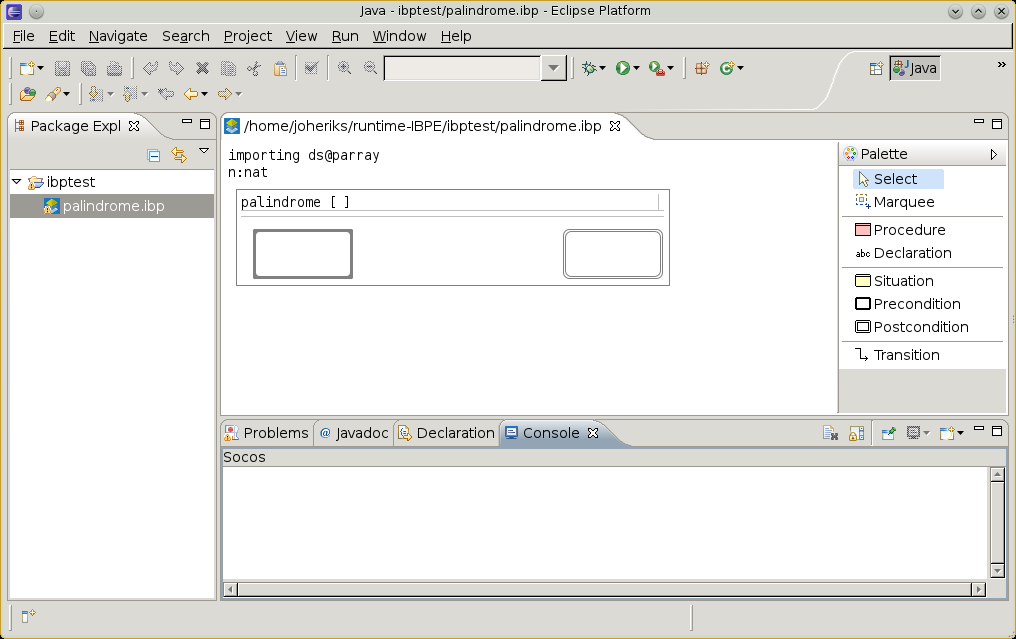 Java - ibptest/palindrome.ibp - Eclipse Platform
File Edit Navigate Search Project View Run Window Help
Java »
Package Expl
ibptest
palindrome.ibp
/home/joheriks/runtime-IBPE/ibptest/palindrome.ibp
importing ds@parray
n:nat
palindrome [ ]
Palette
Select
Marquee
Procedure
abc Declaration
Situation
Precondition
Postcondition
Transition
Problems @ Javadoc Declaration Console
Socos